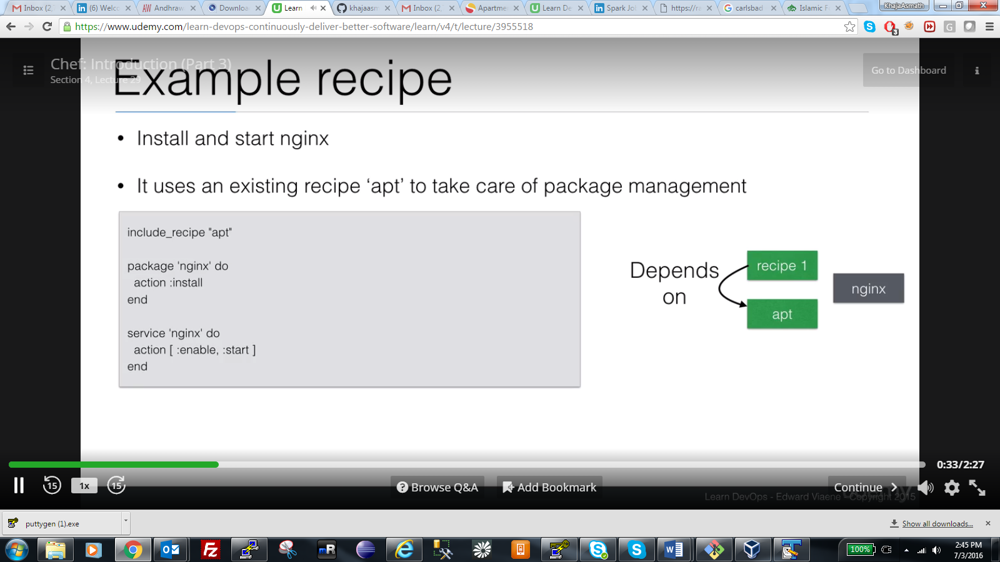 Inbox (2,
(6) Welco
Andhraw
Downloa
Learn
khajaasm
Inbox (2,
Apartme
Learn De
Spark Jo
https://ra
carlsbad
Islamic F
KhajaAsmath
https://www.udemy.com/learn-devops-continuously-deliver-better-software/learn/v4/t/lecture/3955518
3
Chef: Introduction (Part 3)
Section 4, Lecture 29
Go to Dashboard
Example recipe
• Install and start nginx
• It uses an existing recipe ‘apt’ to take care of package management
include_recipe "apt"
package 'nginx' do
action :install
end
service 'nginx' do
action [ :enable, :start ]
end
Depends
on
recipe 1
apt
nginx
0:33/2:27
15
1x
15
Browse Q&A
Add Bookmark
Continue
Learn DevOps - Edward Viaene - Copyright 2015
puttygen (1).exe
Show all downloads...
100%
2:45 PM
7/3/2016